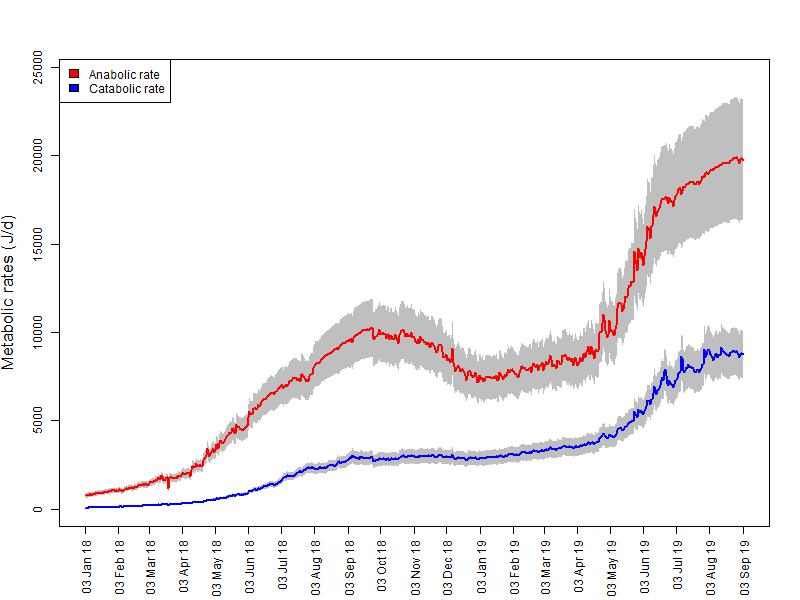 Anabolic rate
Catabolic rate
Metabolic rates (J/d)
25000
20000
15000
10000
5000
0
03 Jan 18
03 Feb 18
03 Mar 18
03 Apr 18
03 May 18
03 Jun 18
03 Jul 18
03 Aug 18
03 Sep 18
03 Oct 18
03 Nov 18
03 Dec 18
03 Jan 19
03 Feb 19
03 Mar 19
03 Apr 19
03 May 19
03 Jun 19
03 Jul 19
03 Aug 19
03 Sep 19